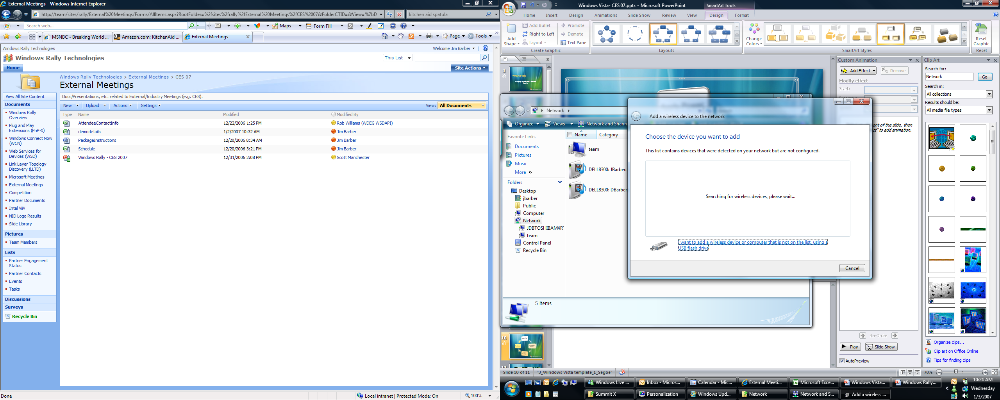 External Meetings - Windows Internet Explorer
http://team/sites/rally/External%20Meetings/Forms/AllItems.aspx?RootFolder=%2fsites%2frally%2fExternal%20Meetings%2fCES%2007&FolderCTID=&View=%7bD
kitchen aid spatula
Search web...
Maps
Form Fill
MSNBC - Breaking World ...
Amazon.com: KitchenAid ...
External Meetings
Page
Tools
Windows Rally Technologies
Welcome Jim Barber
Windows Rally Technologies
This List
Home
Site Actions
Windows Rally Technologies > External Meetings > CES 07
External Meetings
View All Site Content
Documents
Windows Rally
Overview
Plug and Play
Extensions (PnP-X)
Windows Connect Now
(WCN)
Web Services for
Devices (WSD)
Link Layer Topology
Discovery (LLTD)
Microsoft Meetings
External Meetings
Competition
Partner Documents
Intel ViiV
NID Logo Results
Slide Library
Pictures
Team Members
Lists
Partner Engagement
Status
Partner Contacts
Events
Tasks
Discussions
Surveys
Recycle Bin
Docs/Presentations, etc. related to External/Industry Meetings (e.g. CES).
New Upload Actions Settings View: All Documents
Type Name Modified Modified By
AttendeeContactInfo 12/22/2006 1:25 PM Rob Williams (WDEG WSDAPI)
demodetails 1/2/2007 10:32 AM Jim Barber
PackageInstructions 12/20/2006 8:34 AM Jim Barber
Schedule 12/20/2006 3:21 PM Jim Barber
Windows Rally - CES 2007 12/31/2006 2:08 PM Scott Manchester
Done
Local intranet | Protected Mode: On
100%
Windows Vista- CES 07.pptx - Microsoft PowerPoint
SmartArt Tools
Home Insert Design Animations Slide Show Review View Design Format
Add
Shape
Add Bullet
Right to Left
Layout
Promote
Demote
Text Pane
Create Graphic
Layouts
Change
Colors
SmartArt Styles
Reset
Graphic
Reset
1
Windows Vista
Bringing Devices and Computers
Together
Custom Animation
Add Effect
Remove
Modify effect
Start:
ent of the slide, then
ct" to add animation.
Re-Order
Play
Slide Show
AutoPreview
Clip Art
Search for:
Network
Go
Search in:
All collections
Results should be:
All media file types
Organize clips...
Clip art on Office Online
Tips for finding clips
Network
Organize
Views
Network and Sharin
Favorite Links
Documents
Pictures
Music
More »
Folders
Desktop
jbarber
Public
Computer
Network
JDBTOSHIBAM4R
team
Control Panel
Recycle Bin
Name Category
team
DELL8300: JBarber:
DELL8300: DBarber
5 items
Add a wireless device to the network
Choose the device you want to add
This list contains devices that were detected on your network but are not configured.
Searching for wireless devices, please wait...
I want to add a wireless device or computer that is not on the list, using a
USB flash drive
Cancel
10
11
Slide 10 of 11
"3_Windows Vista template_1_Segoe"
70%
Windows Live ...
Inbox - Micros...
Calendar - Mic...
External Meeti...
Microsoft Exce...
Windows Vista...
Windows Rally...
Summit X
Personalization
Windows Upd...
Network
Network and S...
Add a wireless ...
10:24 AM
Wednesday
1/3/2007